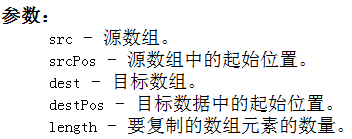 参数：
src - 源数组。
srcPos - 源数组中的起始位置。
dest - 目标数组。
destPos - 目标数据中的起始位置。
length - 要复制的数组元素的数量。